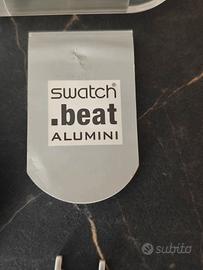 swatch®
.beat
ALUMINI
subito